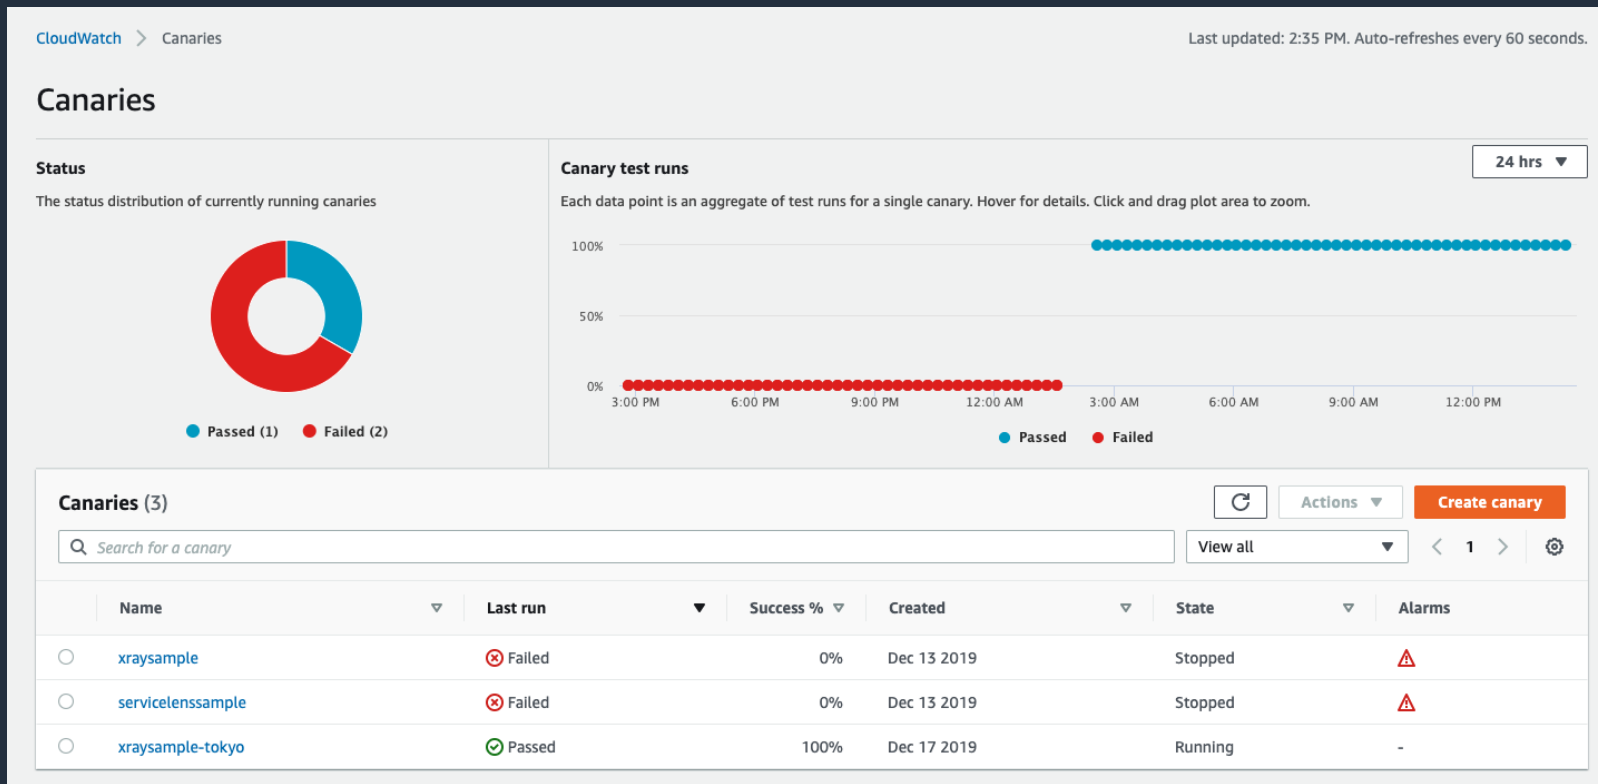 CloudWatch > Canaries
Last updated: 2:35 PM. Auto-refreshes every 60 seconds.
Canaries
Status
The status distribution of currently running canaries
Passed (1) Failed (2)
Canary test runs
24 hrs
Each data point is an aggregate of test runs for a single canary. Hover for details. Click and drag plot area to zoom.
100%
50%
0%
3:00 PM 6:00 PM 9:00 PM 12:00 AM 3:00 AM 6:00 AM 9:00 AM 12:00 PM
Passed Failed
Canaries (3)
Actions
Create canary
Search for a canary
View all
1
Name Last run Success % Created State Alarms
xraysample Failed 0% Dec 13 2019 Stopped
servicelenssample Failed 0% Dec 13 2019 Stopped
xraysample-tokyo Passed 100% Dec 17 2019 Running -